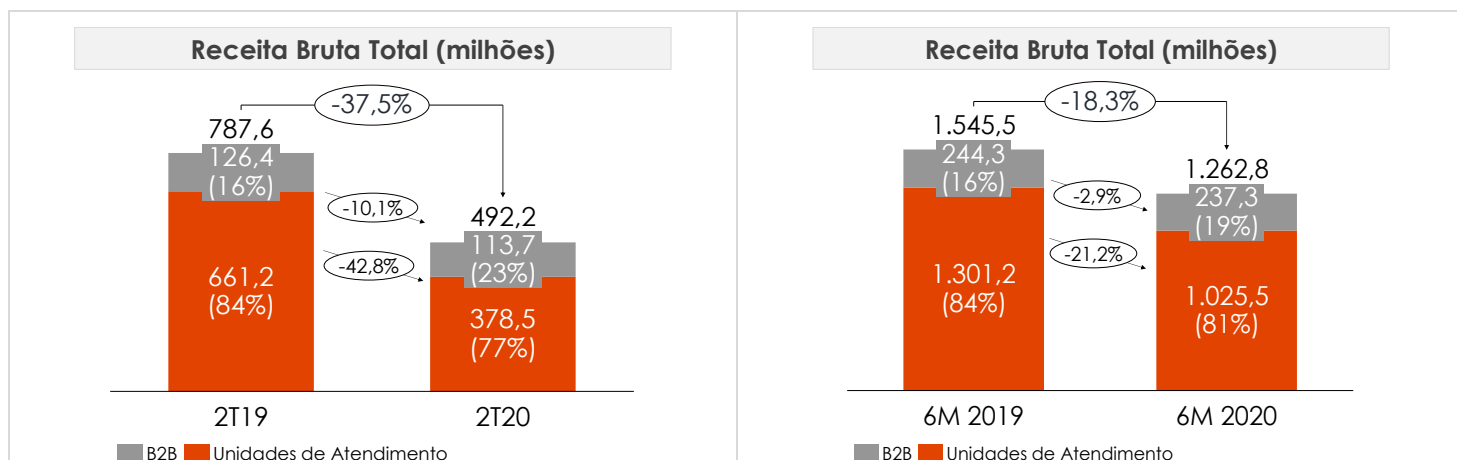 Receita Bruta Total (milhões)
-37,5%
787,6
126,4
(16%)
-10,1%
492,2
113,7
(23%)
-42,8%
661,2
(84%)
378,5
(77%)
2T19
2T20
B2B
Unidades de Atendimento
Receita Bruta Total (milhões)
-18,3%
1.545,5
244,3
(16%)
-2,9%
1.262,8
237,3
(19%)
-21,2%
1.301,2
(84%)
1.025,5
(81%)
6M 2019
6M 2020
B2B
Unidades de Atendimento